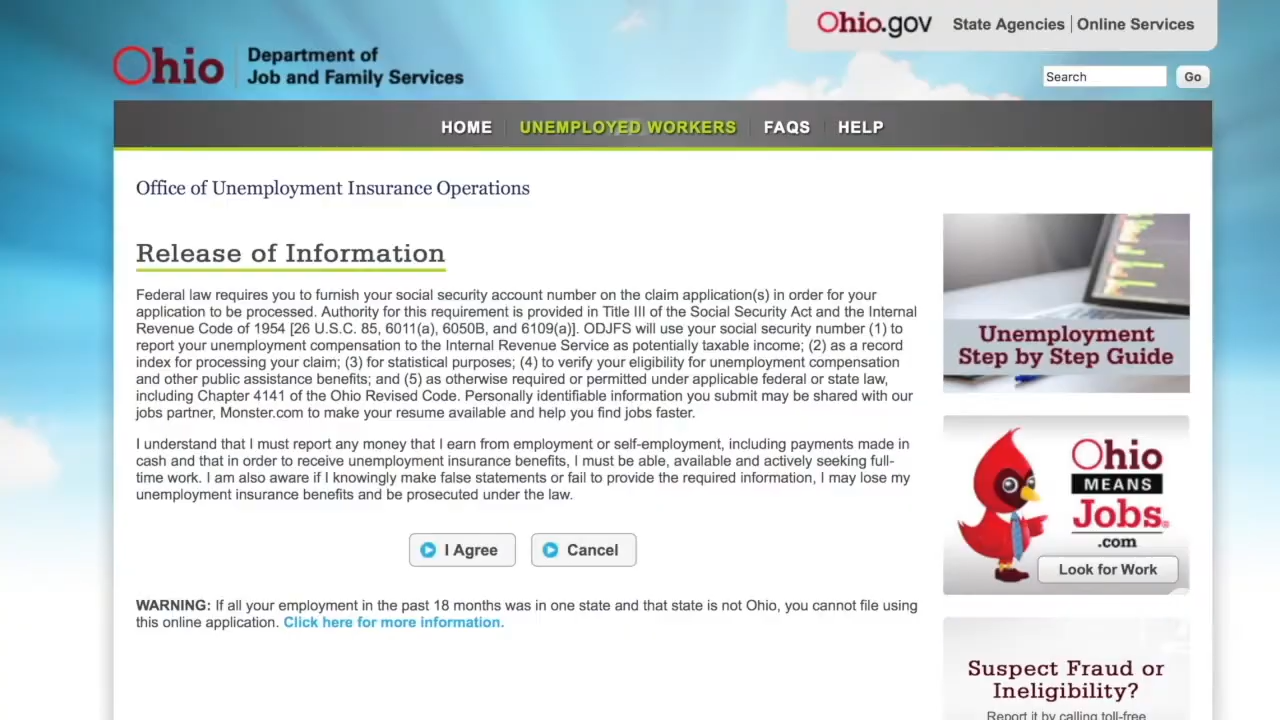 Ohio.gov
State Agencies | Online Services
Ohio
Department of
Job and Family Services
Search
Go
HOME
UNEMPLOYED WORKERS
FAQS
HELP
Office of Unemployment Insurance Operations
Release of Information
Federal law requires you to furnish your social security account number on the claim application(s) in order for your
application to be processed. Authority for this requirement is provided in Title III of the Social Security Act and the Internal
Revenue Code of 1954 [26 U.S.C. 85, 6011(a), 6050B, and 6109(a)]. ODJFS will use your social security number (1) to
report your unemployment compensation to the Internal Revenue Service as potentially taxable income; (2) as a record
index for processing your claim; (3) for statistical purposes; (4) to verify your eligibility for unemployment compensation
and other public assistance benefits; and (5) as otherwise required or permitted under applicable federal or state law,
including Chapter 4141 of the Ohio Revised Code. Personally identifiable information you submit may be shared with our
jobs partner, Monster.com to make your resume available and help you find jobs faster.
I understand that I must report any money that I earn from employment or self-employment, including payments made in
cash and that in order to receive unemployment insurance benefits, I must be able, available and actively seeking full-
time work. I am also aware if I knowingly make false statements or fail to provide the required information, I may lose my
unemployment insurance benefits and be prosecuted under the law.
I Agree
Cancel
WARNING: If all your employment in the past 18 months was in one state and that state is not Ohio, you cannot file using
this online application. Click here for more information.
Unemployment
Step by Step Guide
Ohio
MEANS
Jobs®
.com
Look for Work
Suspect Fraud or
Ineligibility?
Report it by calling toll-free